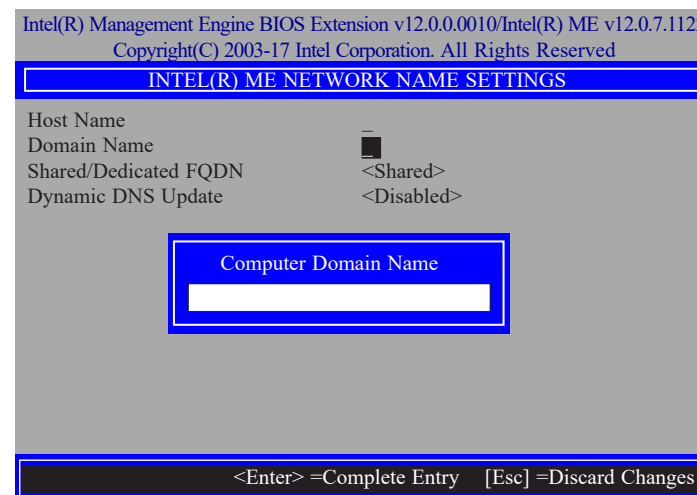 Intel(R) Management Engine BIOS Extension v12.0.0.0010/Intel(R) ME v12.0.7.112
Copyright(C) 2003-17 Intel Corporation. All Rights Reserved
INTEL(R) ME NETWORK NAME SETTINGS
Host Name _
Domain Name _
Shared/Dedicated FQDN <Shared>
Dynamic DNS Update <Disabled>
Computer Domain Name
<Enter> =Complete Entry [Esc] =Discard Changes